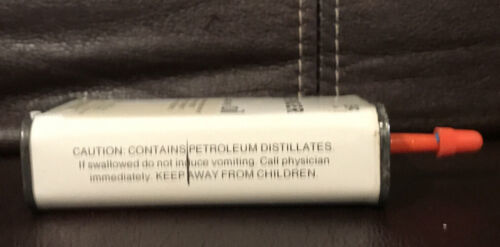 CAUTION: CONTAINS PETROLEUM DISTILLATES.
If swallowed do not induce vomiting. Call physician
immediately. KEEP AWAY FROM CHILDREN.